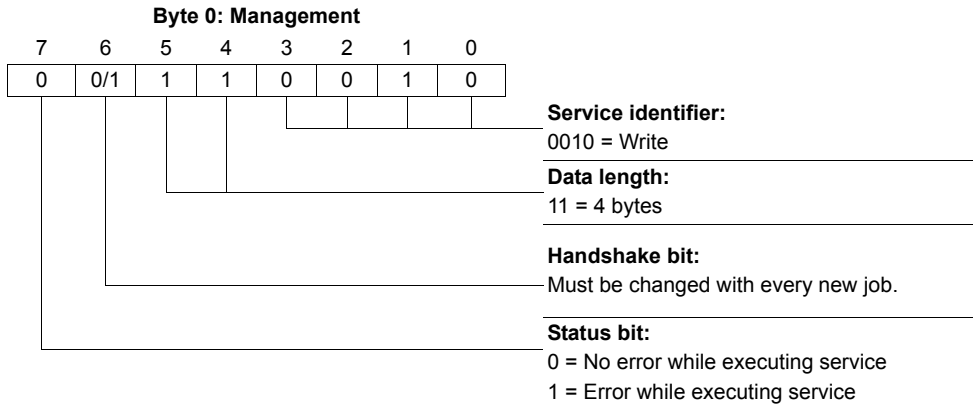 Byte 0: Management
7 6 5 4 3 2 1 0
0 0/1 1 1 0 0 1 0
Service identifier:
0010 = Write
Data length:
11 = 4 bytes
Handshake bit:
Must be changed with every new job.
Status bit:
0 = No error while executing service
1 = Error while executing service